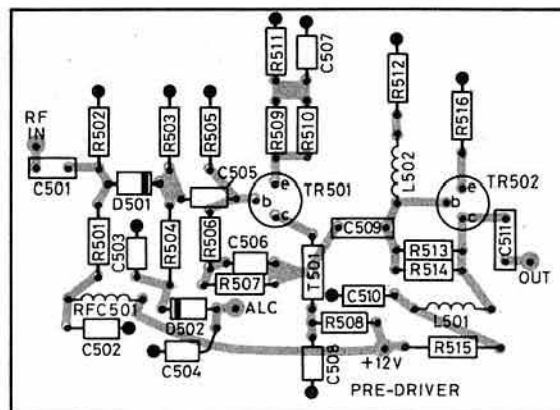 R511
C507
R512
R516
RF
IN
R502
R503
R505
R509
R510
C501
D501
C505
TR501
L502
TR502
e
b
c
e
b
c
R501
C503
R504
R506
C506
R507
T501
C509
R513
R514
C511
OUT
RFC501
D502
ALC
C510
L501
C502
C504
R508
C508
+12V
R515
PRE-DRIVER